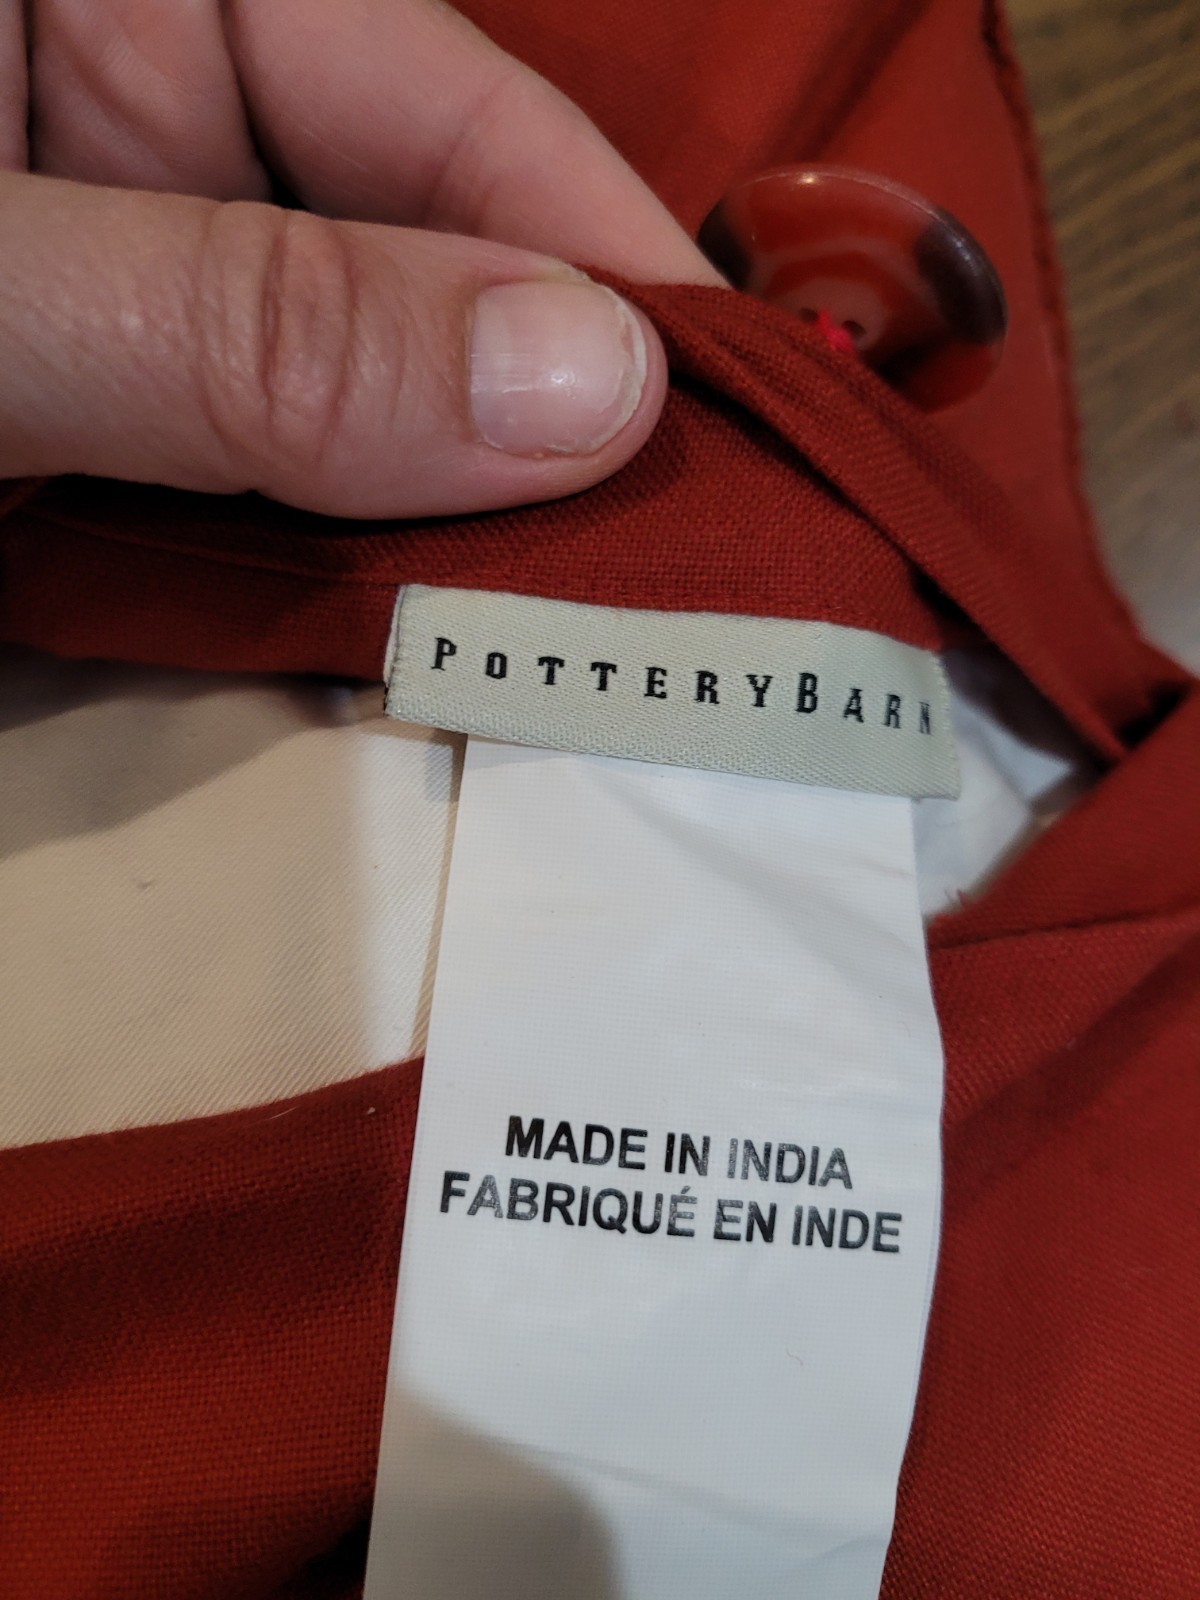 POTTERYBARN
MADE IN INDIA
FABRIQUÉ EN INDE